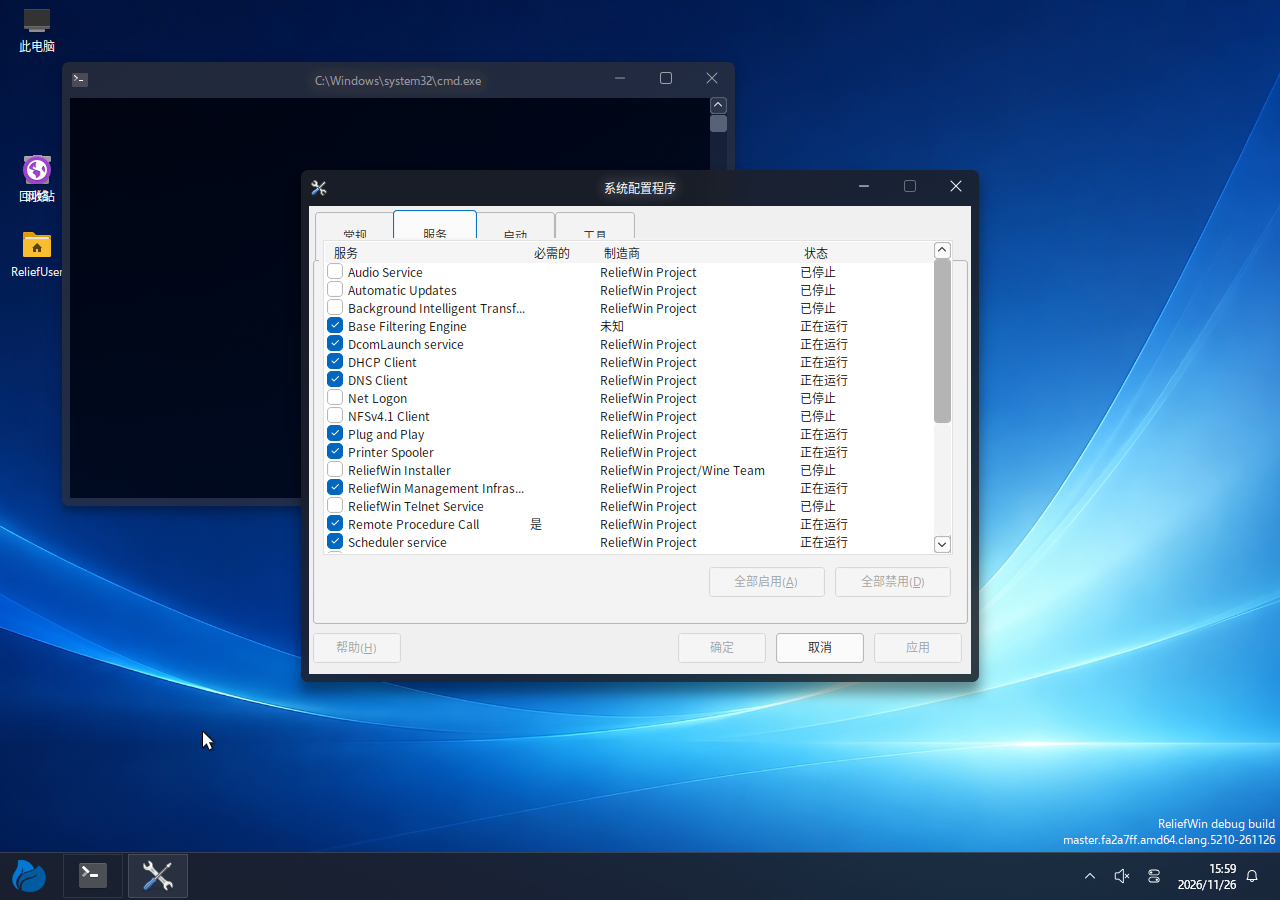 此电脑
C:\Windows\system32\cmd.exe
ReliefUser
系统配置程序
常规 服务 启动 工具
服务 必需的 制造商 状态
Audio Service ReliefWin Project 已停止
Automatic Updates ReliefWin Project 已停止
Background Intelligent Transf... ReliefWin Project 已停止
Base Filtering Engine 未知 正在运行
DcomLaunch service ReliefWin Project 正在运行
DHCP Client ReliefWin Project 正在运行
DNS Client ReliefWin Project 正在运行
Net Logon ReliefWin Project 已停止
NFSv4.1 Client ReliefWin Project 已停止
Plug and Play ReliefWin Project 正在运行
Printer Spooler ReliefWin Project 正在运行
ReliefWin Installer ReliefWin Project/Wine Team 已停止
ReliefWin Management Infras... ReliefWin Project 正在运行
ReliefWin Telnet Service ReliefWin Project 已停止
Remote Procedure Call 是 ReliefWin Project 正在运行
Scheduler service ReliefWin Project 正在运行
全部启用(A) 全部禁用(D)
帮助(H) 确定 取消 应用
ReliefWin debug build
master.fa2a7ff.amd64.clang.5210-261126
15:59
2026/11/26